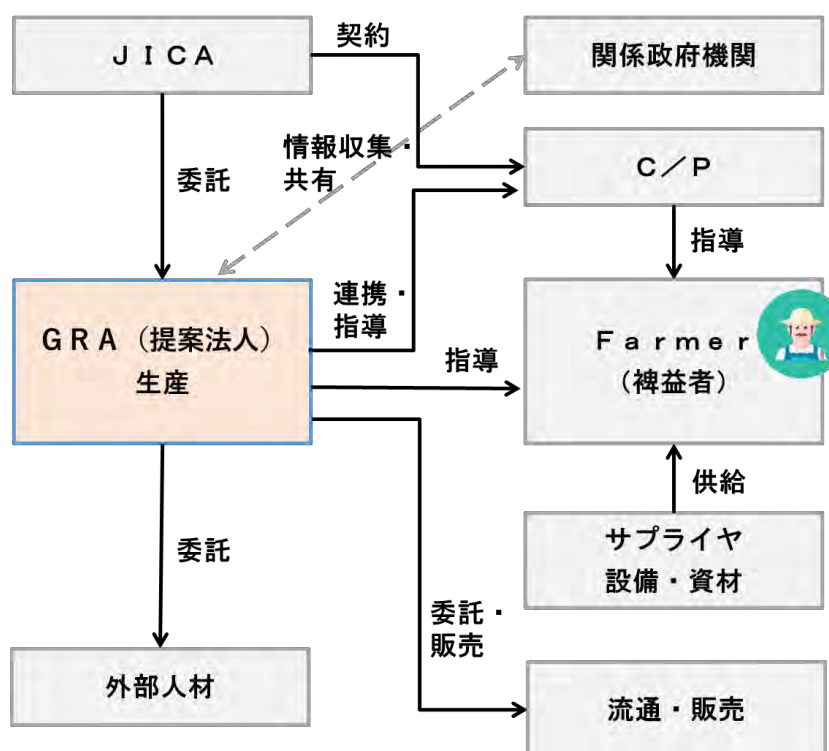 ＪＩＣＡ
契約
関係政府機関
情報収集・
共有
委託
Ｃ／Ｐ
指導
ＧＲＡ（提案法人）
生産
連携・
指導
指導
Ｆａｒｍｅｒ
（裨益者）
供給
サプライヤ
設備・資材
委託
委託・
販売
外部人材
流通・販売